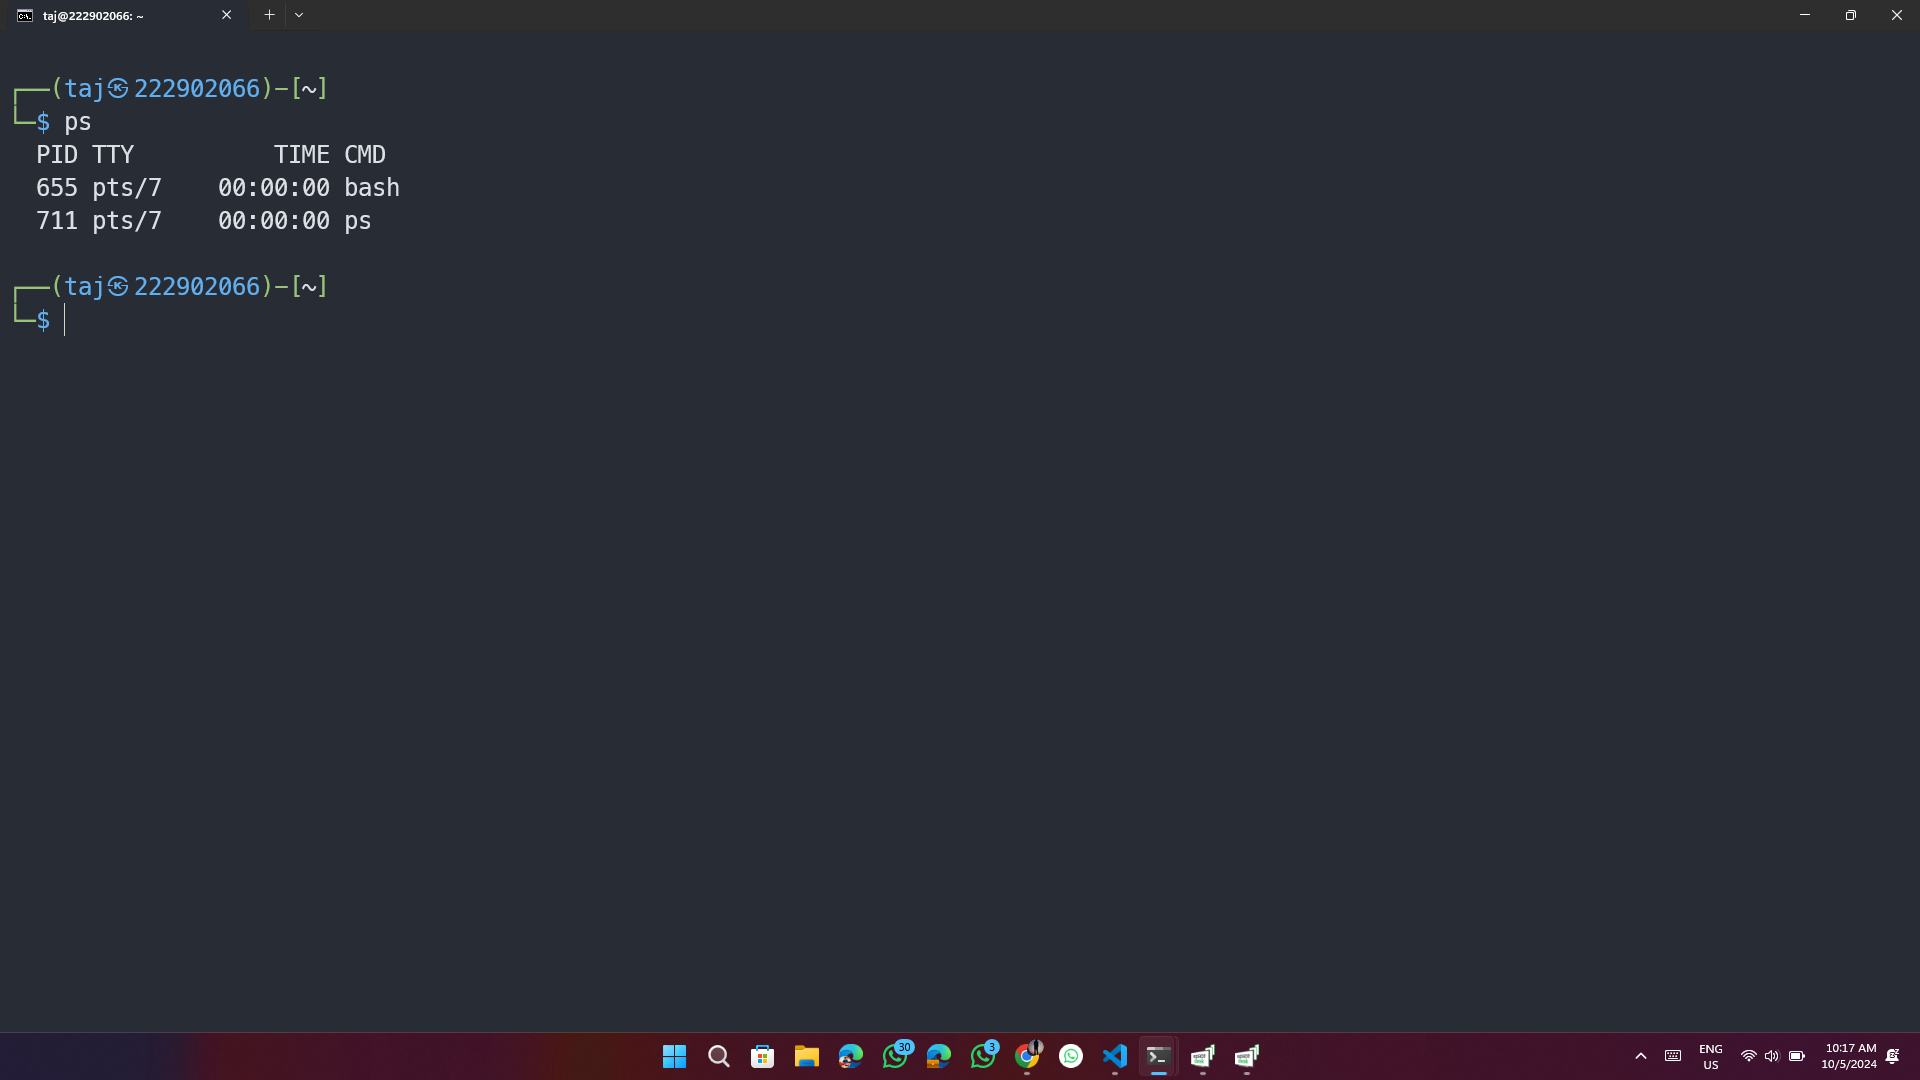 taj@222902066: ~
┌──(taj㉿222902066)-[~]
└─$ ps
PID TTY          TIME CMD
655 pts/7    00:00:00 bash
711 pts/7    00:00:00 ps
┌──(taj㉿222902066)-[~]
└─$
30
3
ENG
US
10:17 AM
10/5/2024